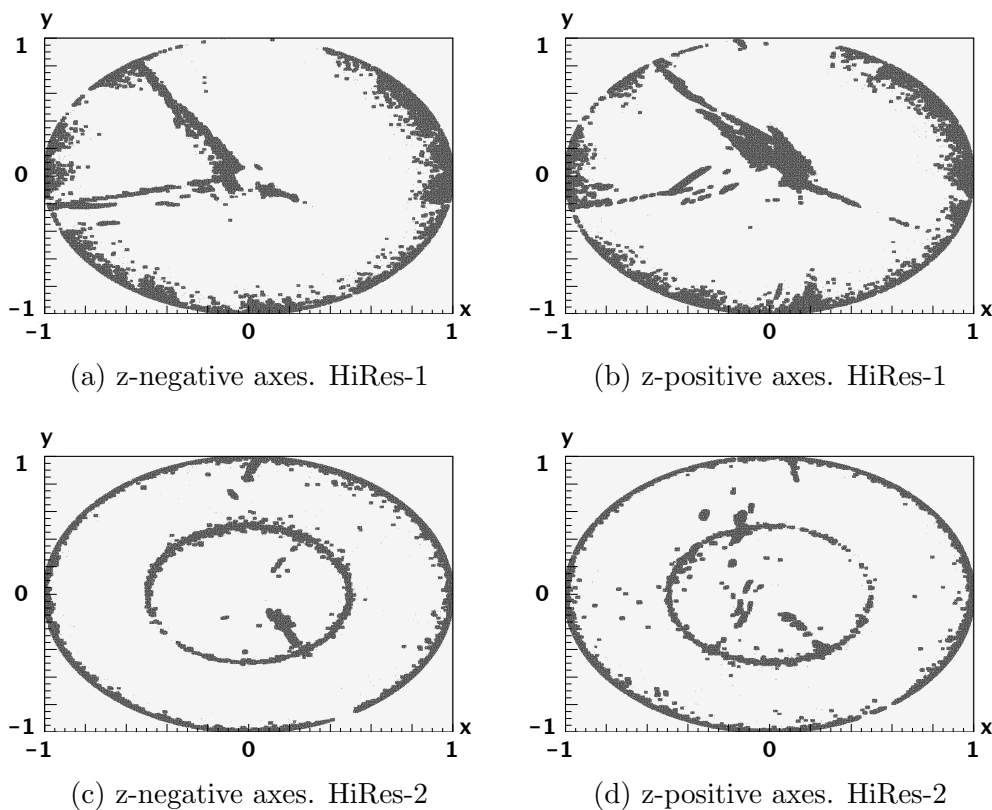 y
y
1
1
0
0
-1
x
-1
x
-1
0
1
-1
0
1
(a) z-negative axes. HiRes-1
(b) z-positive axes. HiRes-1
y
y
1
1
0
0
-1
x
-1
x
-1
0
1
-1
0
1
(c) z-negative axes. HiRes-2
(d) z-positive axes. HiRes-2